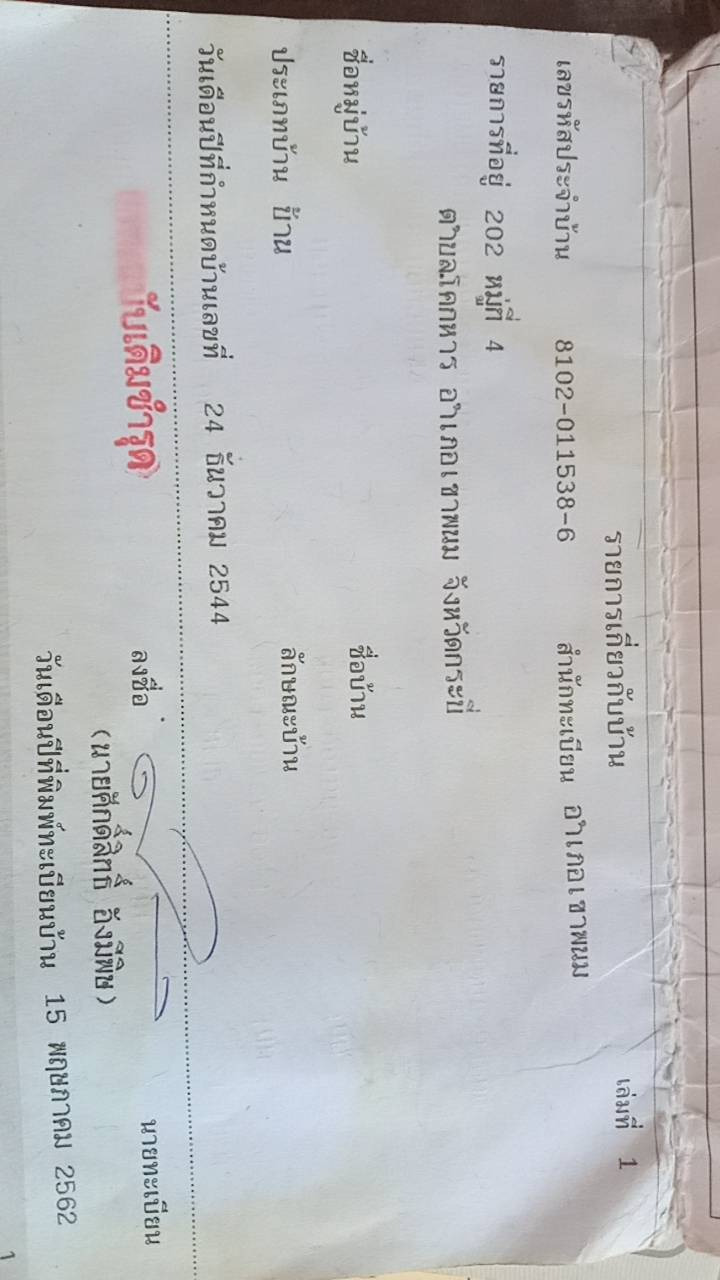 รายการเกี่ยวกับบ้าน เล่มที่ 1
เลขรหัสประจำบ้าน 8102-011538-6 สำนักทะเบียน อำเภอเขาพนม
รายการที่อยู่ 202 หมู่ที่ 4
ตำบลโคกหาร อำเภอเขาพนม จังหวัดกระบี่
ชื่อหมู่บ้าน ชื่อบ้าน
ประเภทบ้าน บ้าน ลักษณะบ้าน
วันเดือนปีที่กำหนดบ้านเลขที่ 24 ธันวาคม 2544
ับเดิมชำรุด
ลงชื่อ นายทะเบียน
(นายศักดิ์สิทธิ์ อังมีพิษ)
วันเดือนปีที่พิมพ์ทะเบียนบ้าน 15 พฤษภาคม 2562
1